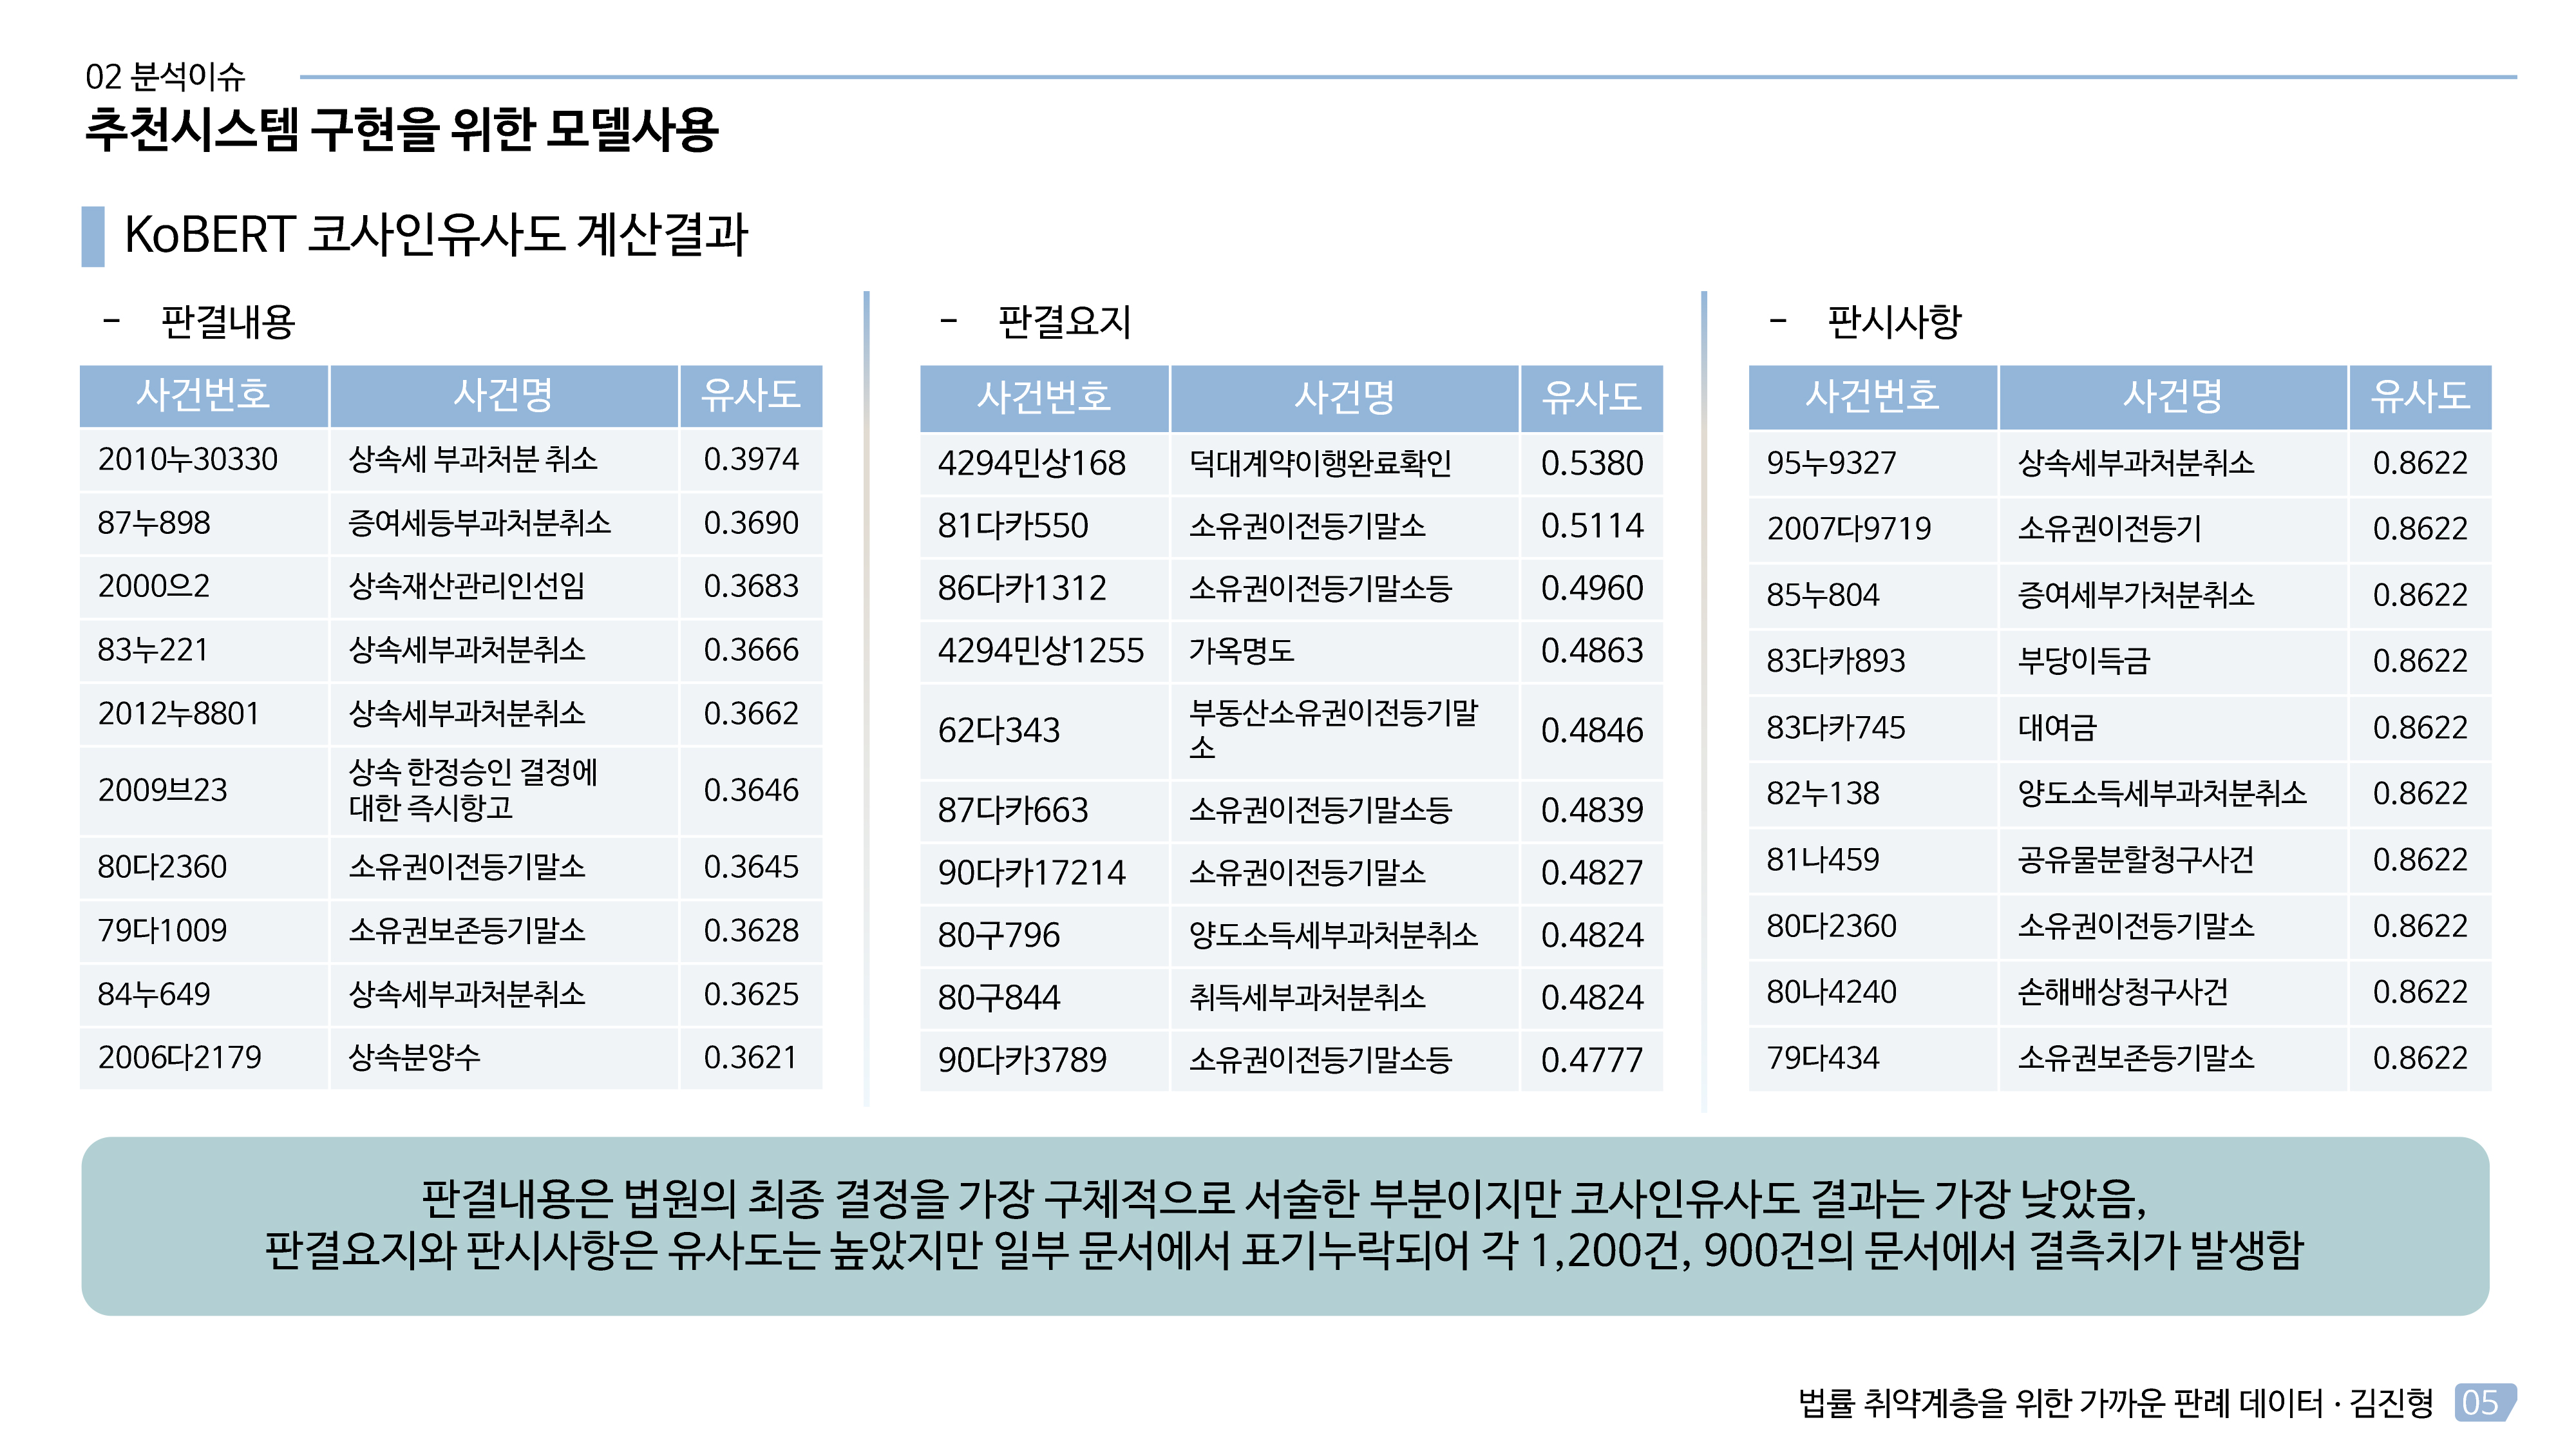 02 분석이슈
추천시스템 구현을 위한 모델사용
KoBERT 코사인유사도 계산결과
- 판결내용
사건번호 사건명 유사도
2010누30330 상속세 부과처분 취소 0.3974
87누898 증여세등부과처분취소 0.3690
2000으2 상속재산관리인선임 0.3683
83누221 상속세부과처분취소 0.3666
2012누8801 상속세부과처분취소 0.3662
2009브23 상속 한정승인 결정에
대한 즉시항고 0.3646
80다2360 소유권이전등기말소 0.3645
79다1009 소유권보존등기말소 0.3628
84누649 상속세부과처분취소 0.3625
2006다2179 상속분양수 0.3621
- 판결요지
사건번호 사건명 유사도
4294민상168 덕대계약이행완료확인 0.5380
81다카550 소유권이전등기말소 0.5114
86다카1312 소유권이전등기말소등 0.4960
4294민상1255 가옥명도 0.4863
62다343 부동산소유권이전등기말
소 0.4846
87다카663 소유권이전등기말소등 0.4839
90다카17214 소유권이전등기말소 0.4827
80구796 양도소득세부과처분취소 0.4824
80구844 취득세부과처분취소 0.4824
90다카3789 소유권이전등기말소등 0.4777
- 판시사항
사건번호 사건명 유사도
95누9327 상속세부과처분취소 0.8622
2007다9719 소유권이전등기 0.8622
85누804 증여세부가처분취소 0.8622
83다카893 부당이득금 0.8622
83다카745 대여금 0.8622
82누138 양도소득세부과처분취소 0.8622
81나459 공유물분할청구사건 0.8622
80다2360 소유권이전등기말소 0.8622
80나4240 손해배상청구사건 0.8622
79다434 소유권보존등기말소 0.8622
판결내용은 법원의 최종 결정을 가장 구체적으로 서술한 부분이지만 코사인유사도 결과는 가장 낮았음,
판결요지와 판시사항은 유사도는 높았지만 일부 문서에서 표기누락되어 각 1,200건, 900건의 문서에서 결측치가 발생함
법률 취약계층을 위한 가까운 판례 데이터 · 김진형 05